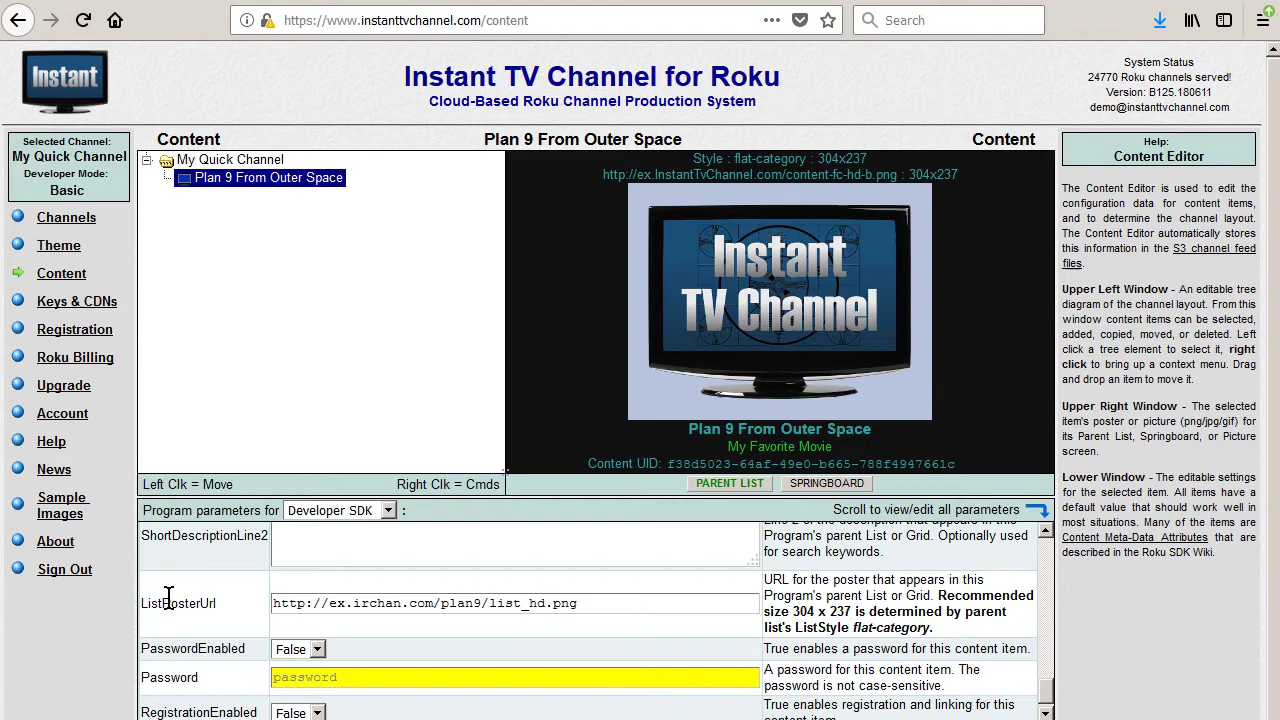 https://www.instanttvchannel.com/content
Search
Instant
Instant TV Channel for Roku
Cloud-Based Roku Channel Production System
System Status
24770 Roku channels served!
Version: B125.180611
demo@instanttvchannel.com
Selected Channel:
My Quick Channel
Developer Mode:
Basic
Channels
Theme
Content
Keys & CDNs
Registration
Roku Billing
Upgrade
Account
Help
News
Sample
Images
About
Sign Out
Content
Plan 9 From Outer Space
Content
My Quick Channel
Plan 9 From Outer Space
Left Clk = Move
Right Clk = Cmds
Style : flat-category : 304x237
http://ex.InstantTvChannel.com/content-fc-hd-b.png : 304x237
Instant
TV Channel
Plan 9 From Outer Space
My Favorite Movie
Content UID: f38d5023-64af-49e0-b665-788f4947661c
PARENT LIST
SPRINGBOARD
Program parameters for Developer SDK :
Scroll to view/edit all parameters
ShortDescriptionLine2
Line 2 of the description that appears in this
Program's parent List or Grid. Optionally used
for search keywords.
ListPosterUrl
http://ex.irchan.com/plan9/list_hd.png
URL for the poster that appears in this
Program's parent List or Grid. Recommended
size 304 x 237 is determined by parent
list's ListStyle flat-category.
PasswordEnabled
False
True enables a password for this content item.
Password
password
A password for this content item. The
password is not case-sensitive.
RegistrationEnabled
False
True enables registration and linking for this
Help:
Content Editor
The Content Editor is used to edit the
configuration data for content items,
and to determine the channel layout.
The Content Editor automatically stores
this information in the S3 channel feed
files.
Upper Left Window - An editable tree
diagram of the channel layout. From this
window content items can be selected,
added, copied, moved, or deleted. Left
click a tree element to select it, right
click to bring up a context menu. Drag
and drop an item to move it.
Upper Right Window - The selected
item's poster or picture (png/jpg/gif) for
its Parent List, Springboard, or Picture
screen.
Lower Window - The editable settings
for the selected item. All items have a
default value that should work well in
most situations. Many of the items are
Content Meta-Data Attributes that are
described in the Roku SDK Wiki.